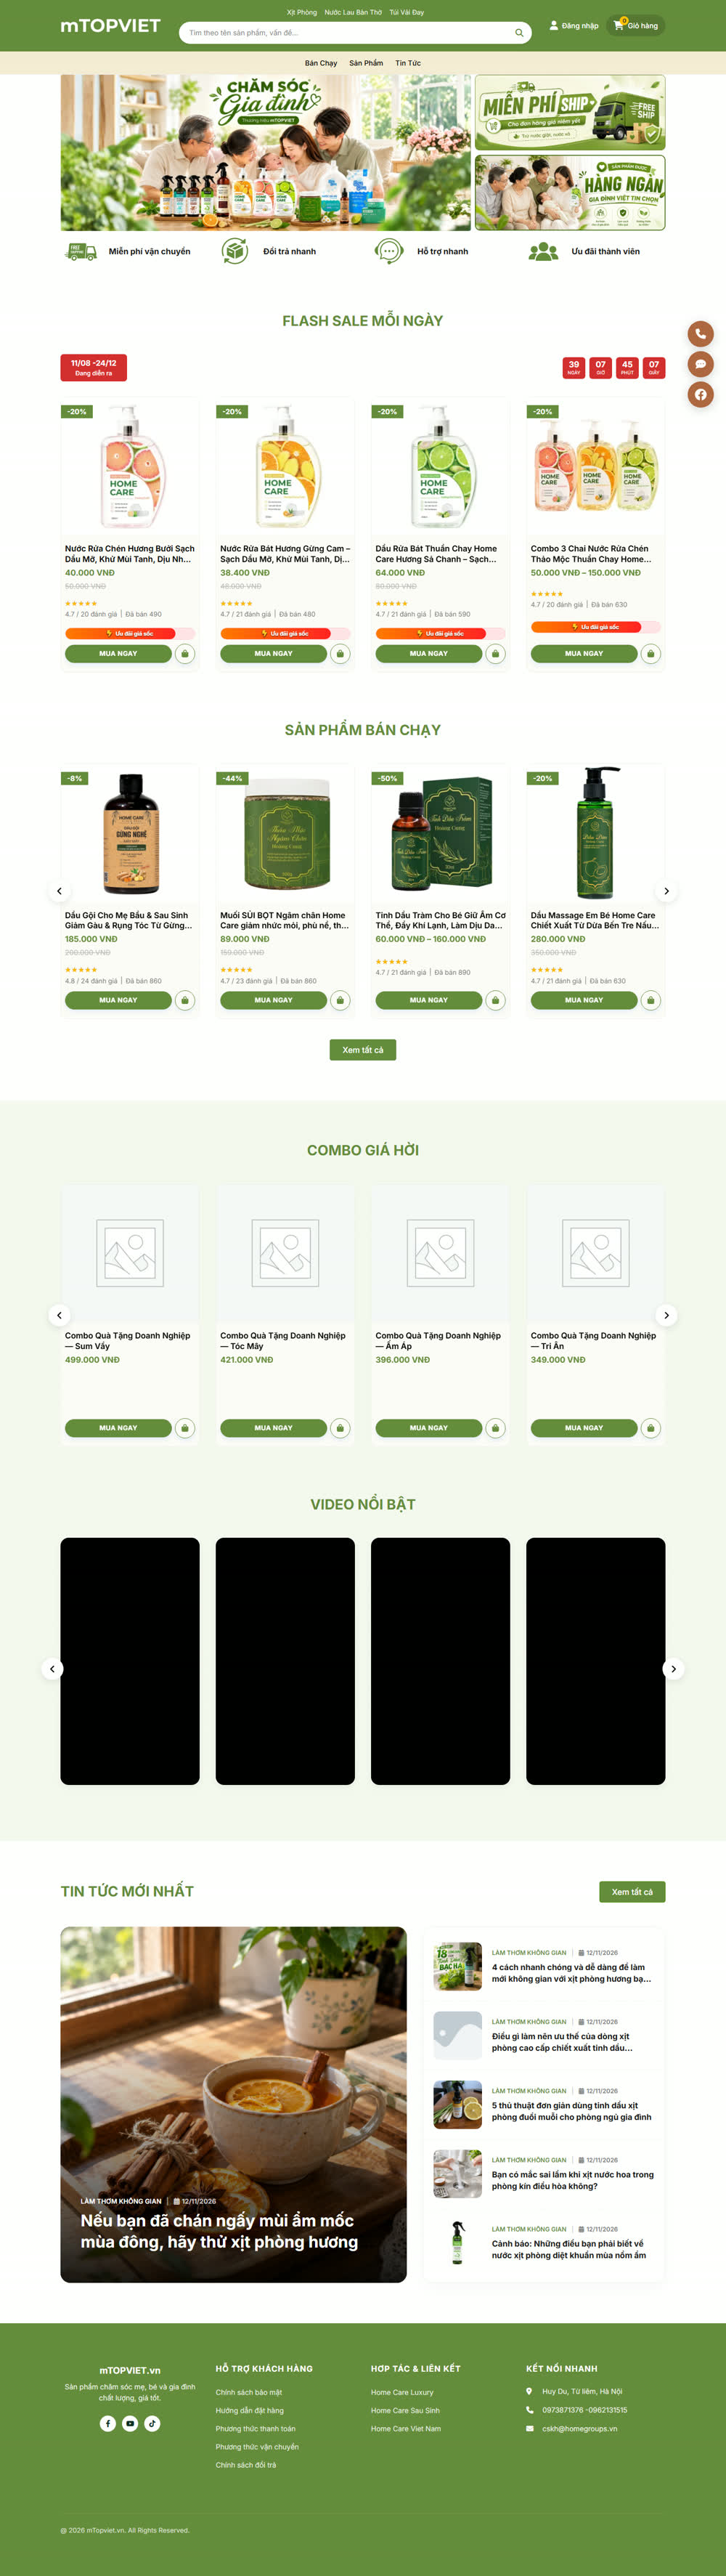 mTOPVIET
Xịt Phòng Nước Lau Bàn Thờ Túi Vải Đay
Tìm theo tên sản phẩm, vấn đề...
Đăng nhập
0
Giỏ hàng
Bán Chạy Sản Phẩm Tin Tức
CHĂM SÓC
Gia đình
Thương hiệu mTOPVIET
MIỄN PHÍ SHIP
Cho đơn hàng giá niêm yết
FREE
SHIP
SẢN PHẨM ĐƯỢC
HÀNG NGÀN
GIA ĐÌNH VIỆT TIN CHỌN
Miễn phí vận chuyển
Đổi trả nhanh
Hỗ trợ nhanh
Ưu đãi thành viên
FLASH SALE MỖI NGÀY
11/08 -24/12
Đang diễn ra
39 07 45 07
NGÀY GIỜ PHÚT GIÂY
-20% -20% -20% -20%
HOME
CARE
HOME
CARE
HOME
CARE
Nước Rửa Chén Hương Bưởi Sạch
Dầu Mỡ, Khử Mùi Tanh, Dịu Nh...
40.000 VNĐ
50.000 VNĐ
4.7 / 20 đánh giá | Đã bán 490
Ưu đãi giá sốc
MUA NGAY
Nước Rửa Bát Hương Gừng Cam –
Sạch Dầu Mỡ, Khử Mùi Tanh, Dị...
38.400 VNĐ
48.000 VNĐ
4.7 / 21 đánh giá | Đã bán 480
Ưu đãi giá sốc
MUA NGAY
Dầu Rửa Bát Thuần Chay Home
Care Hương Sả Chanh – Sạch...
64.000 VNĐ
80.000 VNĐ
4.7 / 21 đánh giá | Đã bán 590
Ưu đãi giá sốc
MUA NGAY
Combo 3 Chai Nước Rửa Chén
Thảo Mộc Thuần Chay Home...
50.000 VNĐ – 150.000 VNĐ
4.7 / 20 đánh giá | Đã bán 630
Ưu đãi giá sốc
MUA NGAY
SẢN PHẨM BÁN CHẠY
-8% -44% -50% -20%
HOME CARE
GỪNG NGHỆ
Dầu Gội Cho Mẹ Bầu & Sau Sinh
Giảm Gàu & Rụng Tóc Từ Gừng...
185.000 VNĐ
200.000 VNĐ
4.8 / 24 đánh giá | Đã bán 860
MUA NGAY
Muối SỦI BỌT Ngâm chân Home
Care giảm nhức mỏi, phù nề, th...
89.000 VNĐ
159.000 VNĐ
4.7 / 23 đánh giá | Đã bán 860
MUA NGAY
Tinh Dầu Tràm Cho Bé Giữ Ấm Cơ
Thể, Đẩy Khí Lạnh, Làm Dịu Da...
60.000 VNĐ – 160.000 VNĐ
4.7 / 21 đánh giá | Đã bán 890
MUA NGAY
Dầu Massage Em Bé Home Care
Chiết Xuất Từ Dừa Bến Tre Nấu...
280.000 VNĐ
350.000 VNĐ
4.7 / 21 đánh giá | Đã bán 630
MUA NGAY
Xem tất cả
COMBO GIÁ HỜI
Combo Quà Tặng Doanh Nghiệp
— Sum Vầy
499.000 VNĐ
MUA NGAY
Combo Quà Tặng Doanh Nghiệp
— Tóc Mây
421.000 VNĐ
MUA NGAY
Combo Quà Tặng Doanh Nghiệp
— Ấm Áp
396.000 VNĐ
MUA NGAY
Combo Quà Tặng Doanh Nghiệp
— Tri Ân
349.000 VNĐ
MUA NGAY
VIDEO NỔI BẬT
TIN TỨC MỚI NHẤT
Xem tất cả
LÀM THƠM KHÔNG GIAN | 12/11/2026
Nếu bạn đã chán ngấy mùi ẩm mốc
mùa đông, hãy thử xịt phòng hương
LÀM THƠM KHÔNG GIAN | 12/11/2026
4 cách nhanh chóng và dễ dàng để làm
mới không gian với xịt phòng hương bạ...
LÀM THƠM KHÔNG GIAN | 12/11/2026
Điều gì làm nên ưu thế của dòng xịt
phòng cao cấp chiết xuất tinh dầu...
LÀM THƠM KHÔNG GIAN | 12/11/2026
5 thủ thuật đơn giản dùng tinh dầu xịt
phòng đuổi muỗi cho phòng ngủ gia đình
LÀM THƠM KHÔNG GIAN | 12/11/2026
Bạn có mắc sai lầm khi xịt nước hoa trong
phòng kín điều hòa không?
LÀM THƠM KHÔNG GIAN | 12/11/2026
Cảnh báo: Những điều bạn phải biết về
nước xịt phòng diệt khuẩn mùa nồm ẩm
mTOPVIET.vn
Sản phẩm chăm sóc mẹ, bé và gia đình
chất lượng, giá tốt.
HỖ TRỢ KHÁCH HÀNG
Chính sách bảo mật
Hướng dẫn đặt hàng
Phương thức thanh toán
Phương thức vận chuyển
Chính sách đổi trả
HỢP TÁC & LIÊN KẾT
Home Care Luxury
Home Care Sau Sinh
Home Care Viet Nam
KẾT NỐI NHANH
Huy Du, Từ liêm, Hà Nội
0973871376 -0962131515
cskh@homegroups.vn
@ 2026 mTopviet.vn. All Rights Reserved.